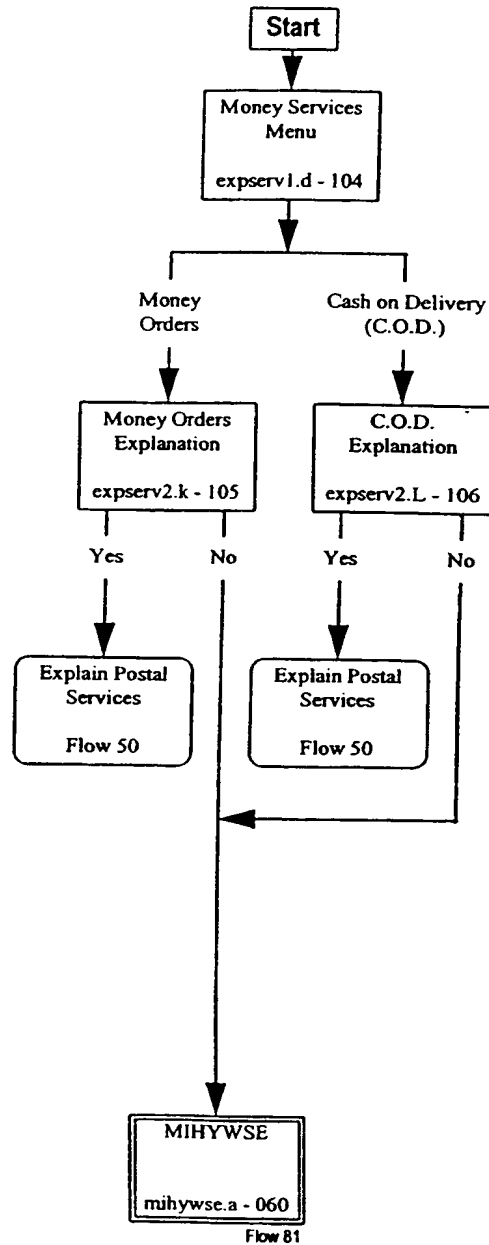 Start
Money Services
Menu
expserv1.d - 104
Money
Orders
Cash on Delivery
(C.O.D.)
Money Orders
Explanation
expserv2.k - 105
C.O.D.
Explanation
expserv2.L - 106
Yes
No
Yes
No
Explain Postal
Services
Flow 50
Explain Postal
Services
Flow 50
MIHYWSE
mihywse.a - 060
Flow 81